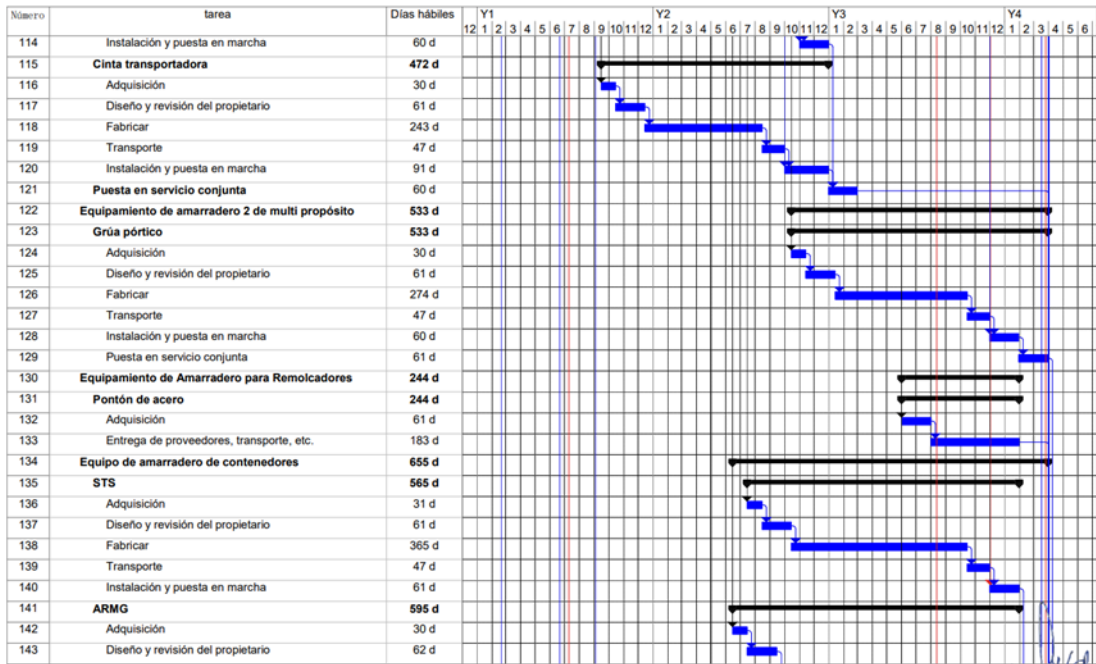 Número tarea Días hábiles Y1 Y2 Y3 Y4
12 1 2 3 4 5 6 7 8 9 10 11 12 1 2 3 4 5 6 7 8 9 10 11 12 1 2 3 4 5 6 7 8 9 10 11 12 1 2 3 4 5 6
114 Instalación y puesta en marcha 60 d
115 Cinta transportadora 472 d
116 Adquisición 30 d
117 Diseño y revisión del propietario 61 d
118 Fabricar 243 d
119 Transporte 47 d
120 Instalación y puesta en marcha 91 d
121 Puesta en servicio conjunta 60 d
122 Equipamiento de amarradero 2 de multi propósito 533 d
123 Grúa pórtico 533 d
124 Adquisición 30 d
125 Diseño y revisión del propietario 61 d
126 Fabricar 274 d
127 Transporte 47 d
128 Instalación y puesta en marcha 60 d
129 Puesta en servicio conjunta 61 d
130 Equipamiento de Amarradero para Remolcadores 244 d
131 Pontón de acero 244 d
132 Adquisición 61 d
133 Entrega de proveedores, transporte, etc. 183 d
134 Equipo de amarradero de contenedores 655 d
135 STS 565 d
136 Adquisición 31 d
137 Diseño y revisión del propietario 61 d
138 Fabricar 365 d
139 Transporte 47 d
140 Instalación y puesta en marcha 61 d
141 ARMG 595 d
142 Adquisición 30 d
143 Diseño y revisión del propietario 62 d